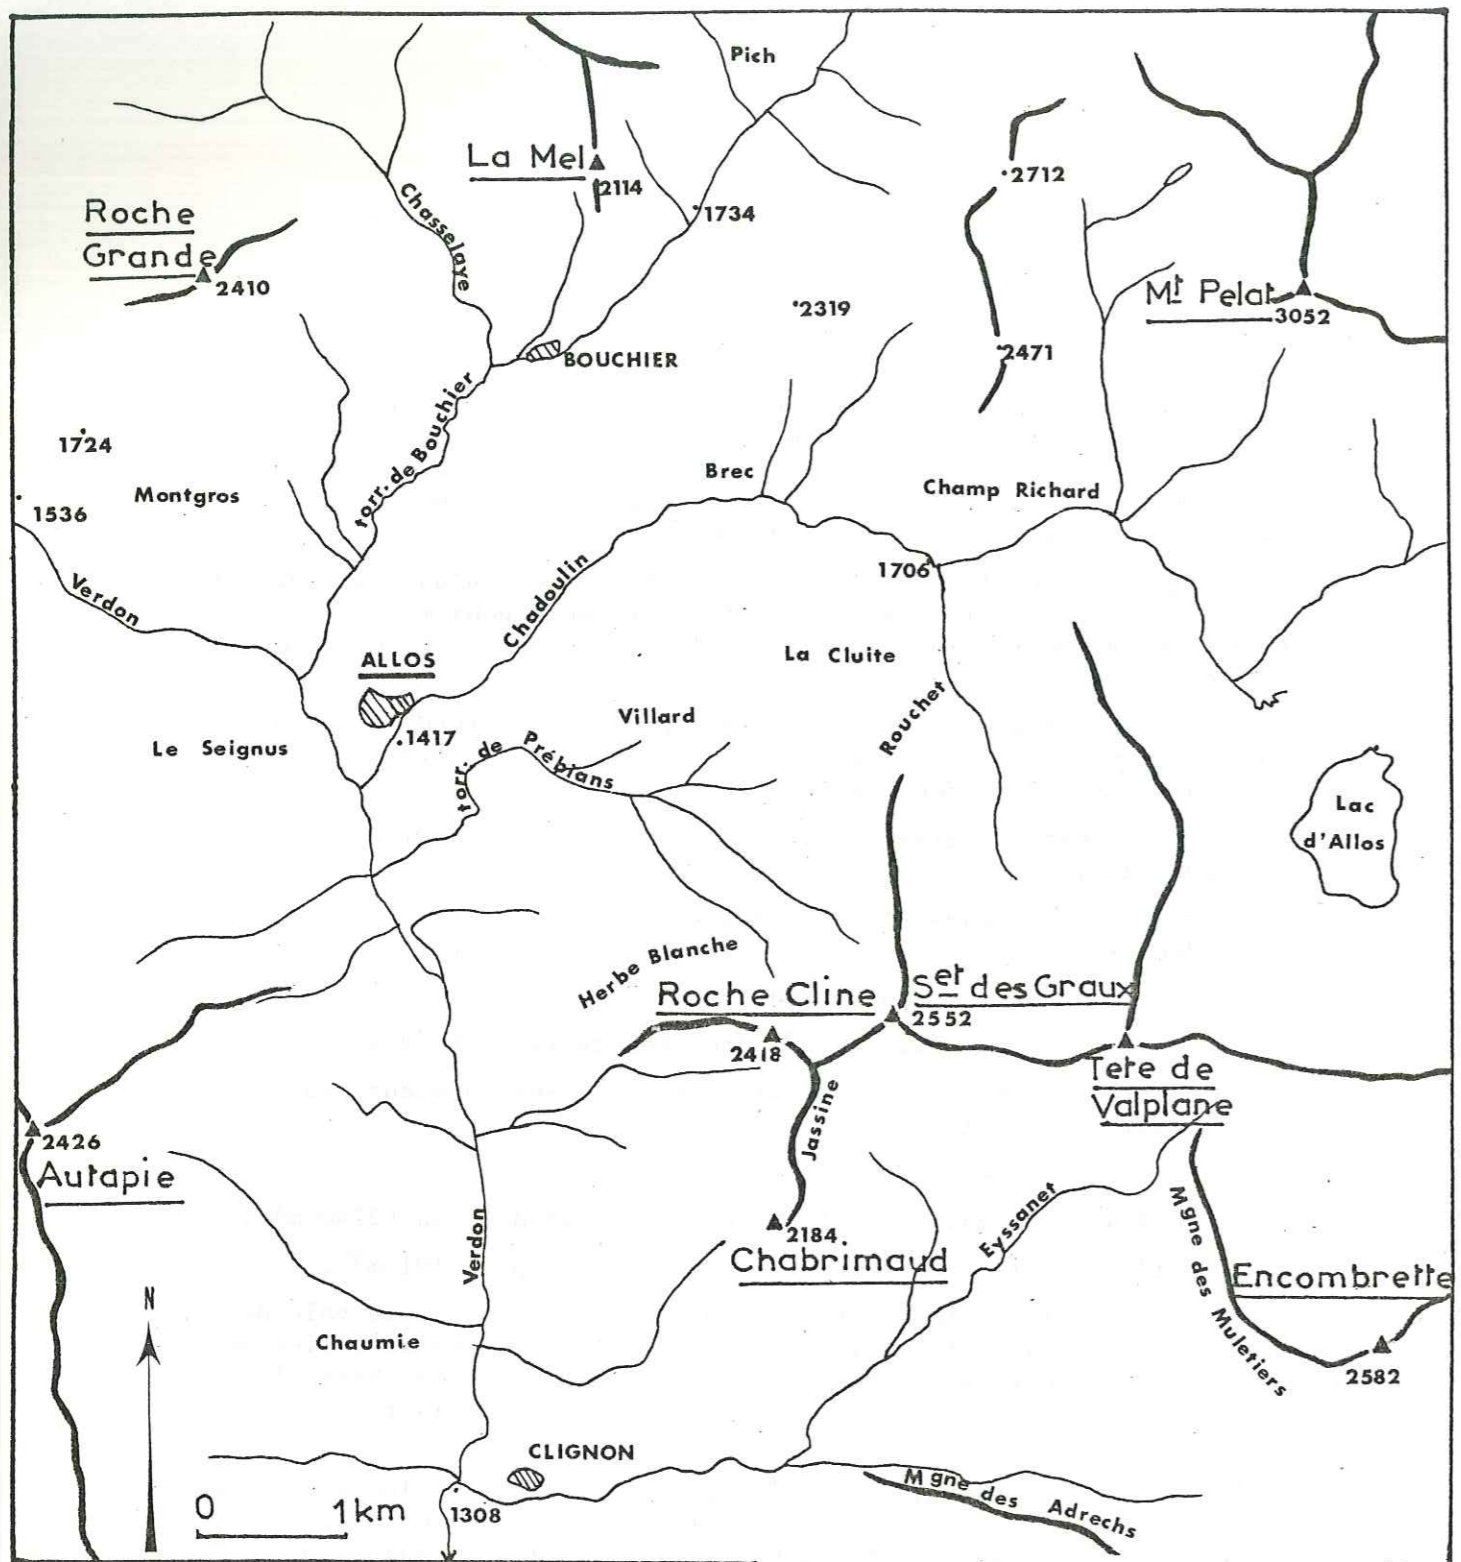 Pich
La Mel
2114
2712
Chasselaye
1734
Roche
Grande
2410
2319
Mt Pelat
3052
2471
BOUCHIER
torr. de Bouchier
1724
Montgros
1536
Brec
Champ Richard
Verdon
Chadoulin
1706
ALLOS
La Cluite
Villard
Rouchet
Le Seignus
1417
torr. de Prébians
Lac
d'Allos
Herbe Blanche
Roche Cline
2418
Set des Graux
2552
Tete de
Valplane
Jassine
2426
Autapie
Verdon
2184
Chabrimaud
Eyssanet
Mgne des Muletiers
Encombrette
2582
N
Chaumie
CLIGNON
0 1km
1308
Mgne des Adrechs